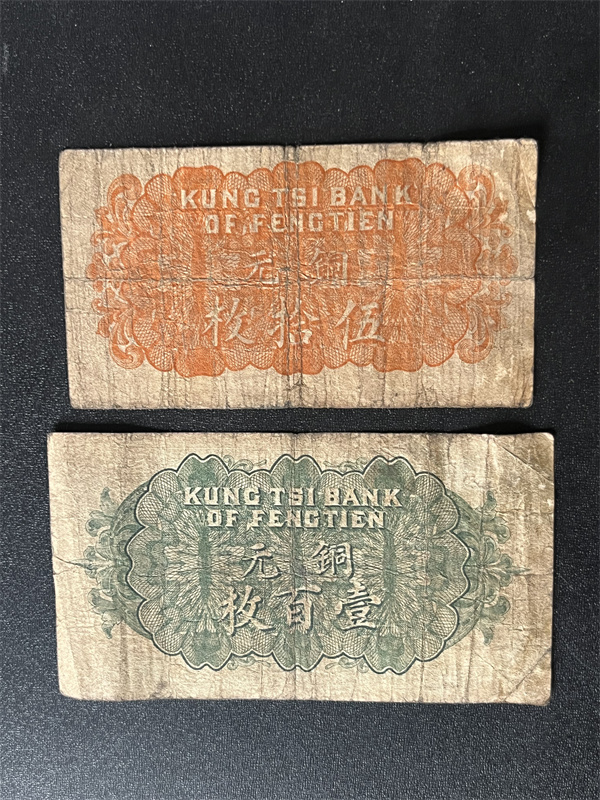 KUNG TSI BANK
OF FENGTIEN
元銅
枚拾伍
KUNG TSI BANK
OF FENGTIEN
元銅
枚百壹